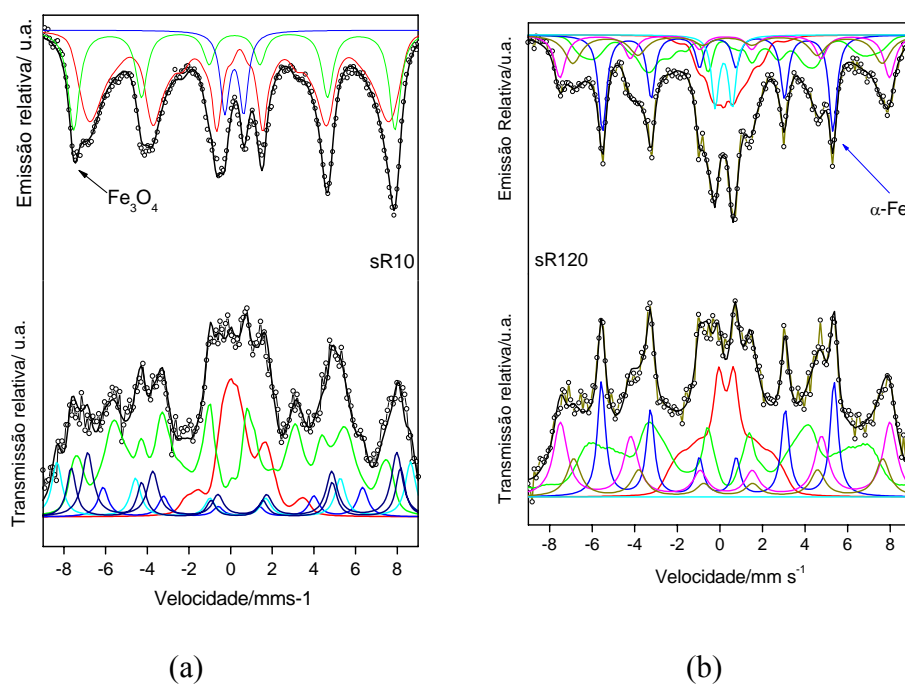 Emissão relativa/ u.a.
Fe3O4
sR10
Transmissão relativa/ u.a.
-8 -6 -4 -2 0 2 4 6 8
Velocidade/mms-1
(a)
Emissão Relativa/u.a.
α-Fe
sR120
Transmissão relativa/u.a.
-8 -6 -4 -2 0 2 4 6 8
Velocidade/mm s-1
(b)